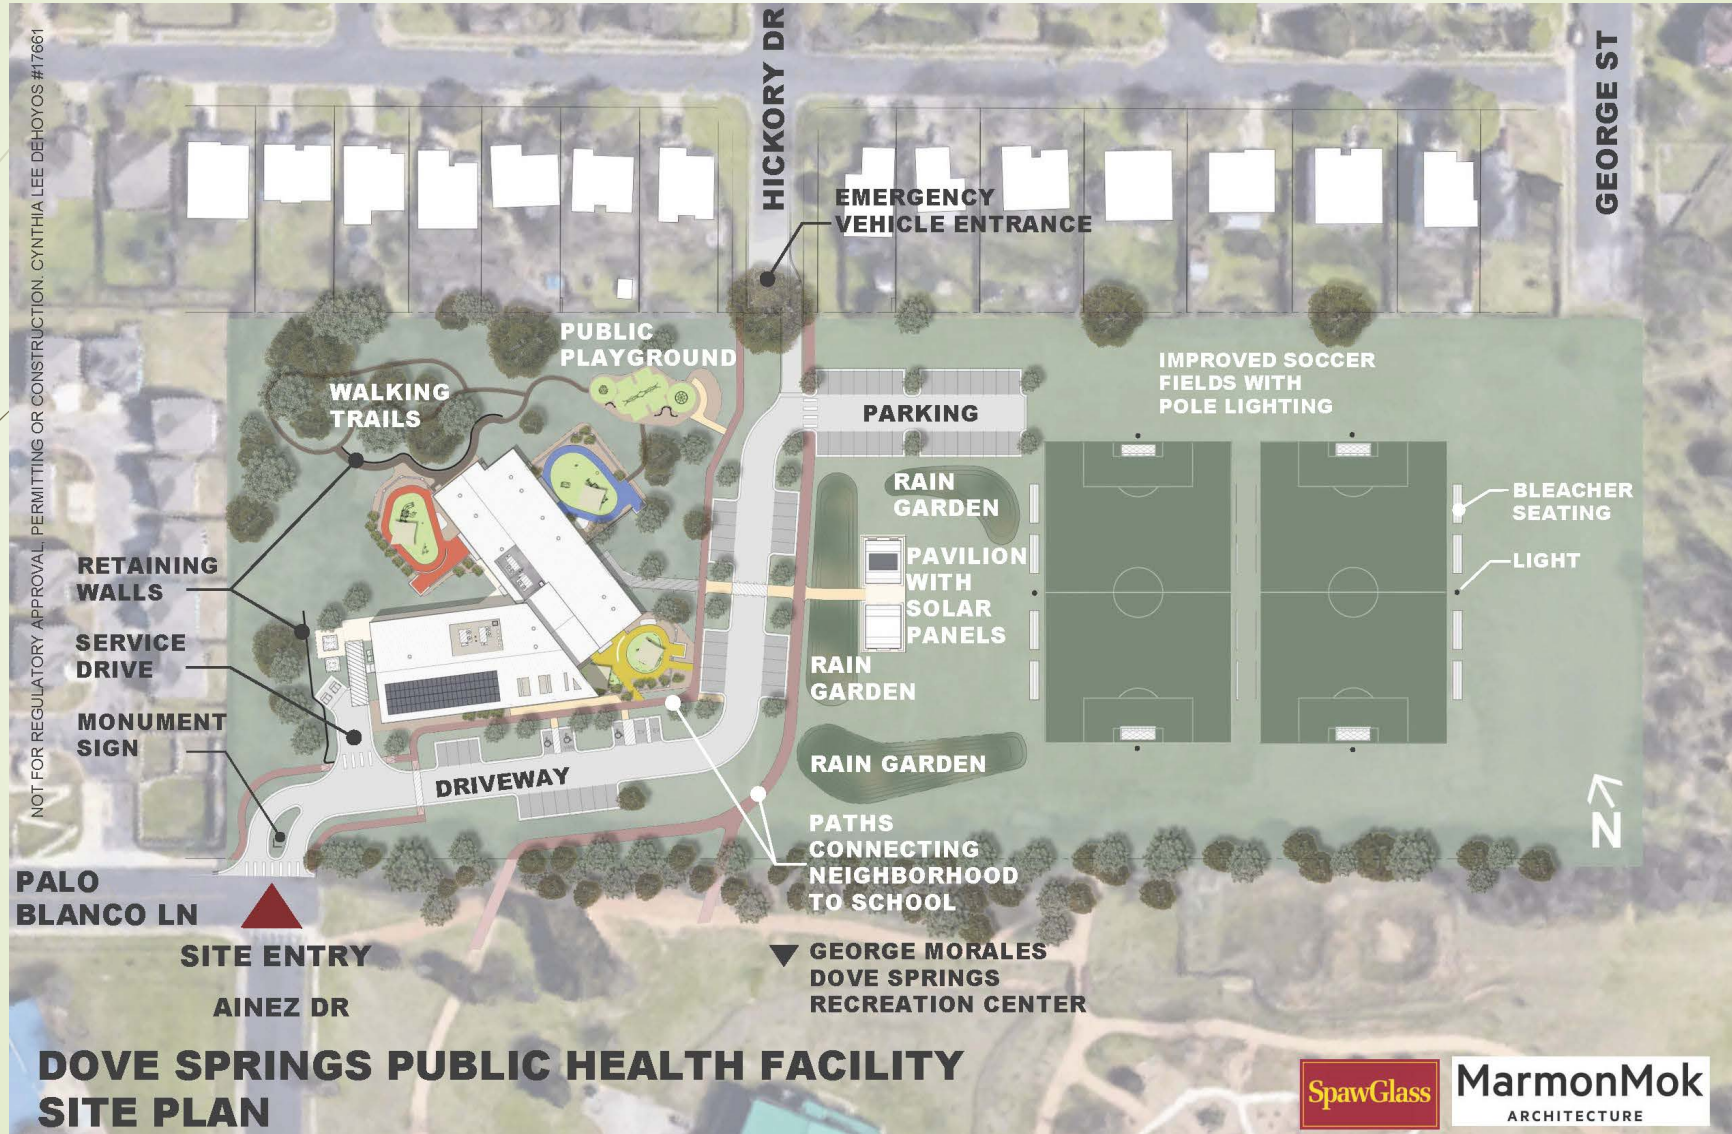 NOT FOR REGULATORY APPROVAL, PERMITTING OR CONSTRUCTION. CYNTHIA LEE DEHOYOS #17661
HICKORY DR
GEORGE ST
EMERGENCY
VEHICLE ENTRANCE
PUBLIC
PLAYGROUND
WALKING
TRAILS
PARKING
IMPROVED SOCCER
FIELDS WITH
POLE LIGHTING
RAIN
GARDEN
BLEACHER
SEATING
LIGHT
RETAINING
WALLS
PAVILION
WITH
SOLAR
PANELS
SERVICE
DRIVE
RAIN
GARDEN
MONUMENT
SIGN
DRIVEWAY
RAIN GARDEN
PATHS
CONNECTING
NEIGHBORHOOD
TO SCHOOL
N
PALO
BLANCO LN
SITE ENTRY
AINEZ DR
GEORGE MORALES
DOVE SPRINGS
RECREATION CENTER
DOVE SPRINGS PUBLIC HEALTH FACILITY
SITE PLAN
SpawGlass
MarmonMok
ARCHITECTURE